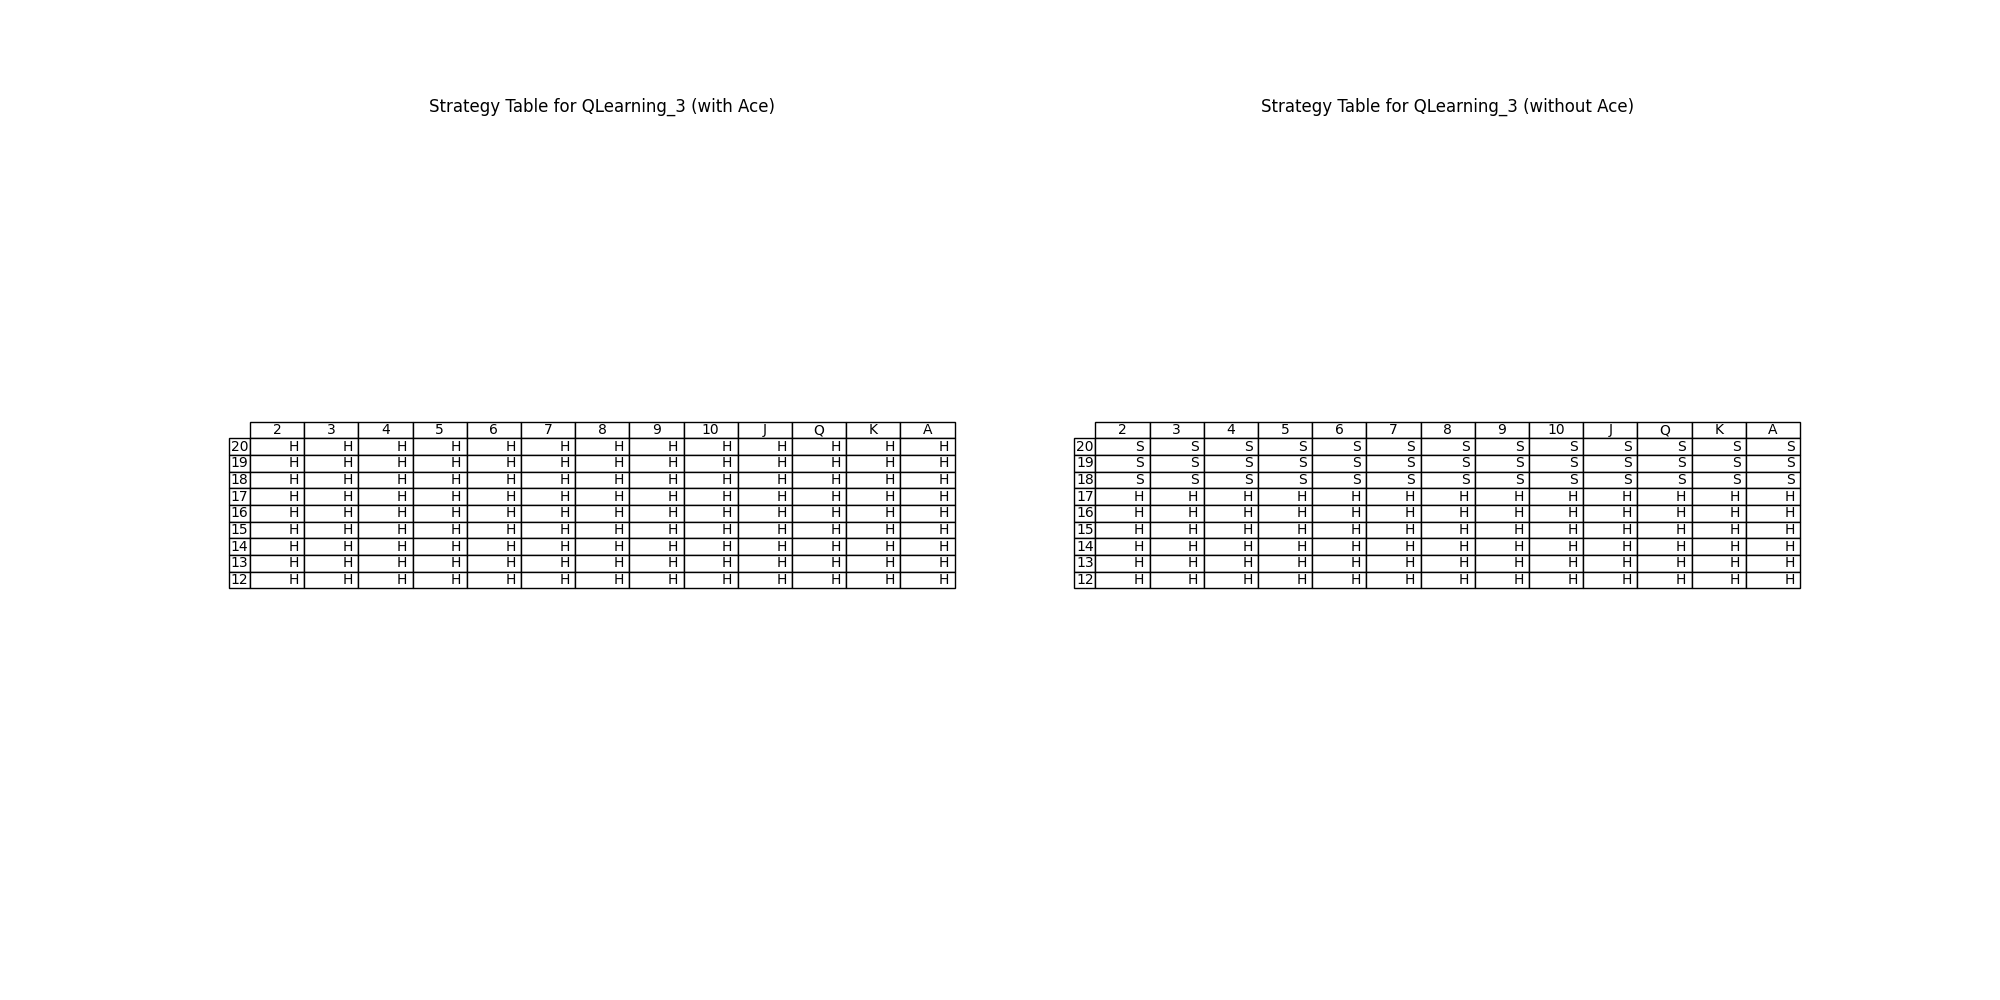 Strategy Table for QLearning_3 (with Ace)
2 3 4 5 6 7 8 9 10 J Q K A
20 H H H H H H H H H H H H H
19 H H H H H H H H H H H H H
18 H H H H H H H H H H H H H
17 H H H H H H H H H H H H H
16 H H H H H H H H H H H H H
15 H H H H H H H H H H H H H
14 H H H H H H H H H H H H H
13 H H H H H H H H H H H H H
12 H H H H H H H H H H H H H
Strategy Table for QLearning_3 (without Ace)
2 3 4 5 6 7 8 9 10 J Q K A
20 S S S S S S S S S S S S S
19 S S S S S S S S S S S S S
18 S S S S S S S S S S S S S
17 H H H H H H H H H H H H H
16 H H H H H H H H H H H H H
15 H H H H H H H H H H H H H
14 H H H H H H H H H H H H H
13 H H H H H H H H H H H H H
12 H H H H H H H H H H H H H